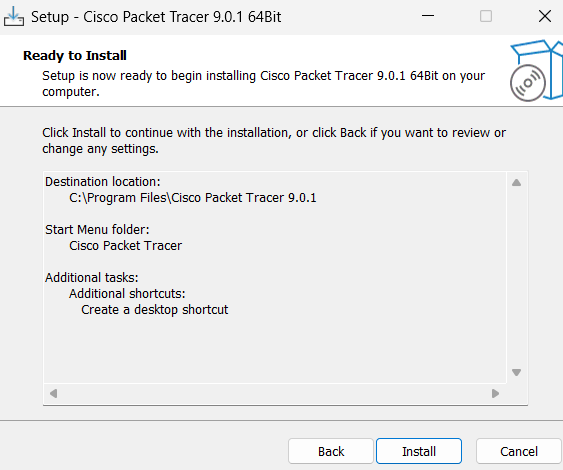 Setup - Cisco Packet Tracer 9.0.1 64Bit
Ready to Install
Setup is now ready to begin installing Cisco Packet Tracer 9.0.1 64Bit on your
computer.
Click Install to continue with the installation, or click Back if you want to review or
change any settings.
Destination location:
C:\Program Files\Cisco Packet Tracer 9.0.1
Start Menu folder:
Cisco Packet Tracer
Additional tasks:
Additional shortcuts:
Create a desktop shortcut
Back
Install
Cancel